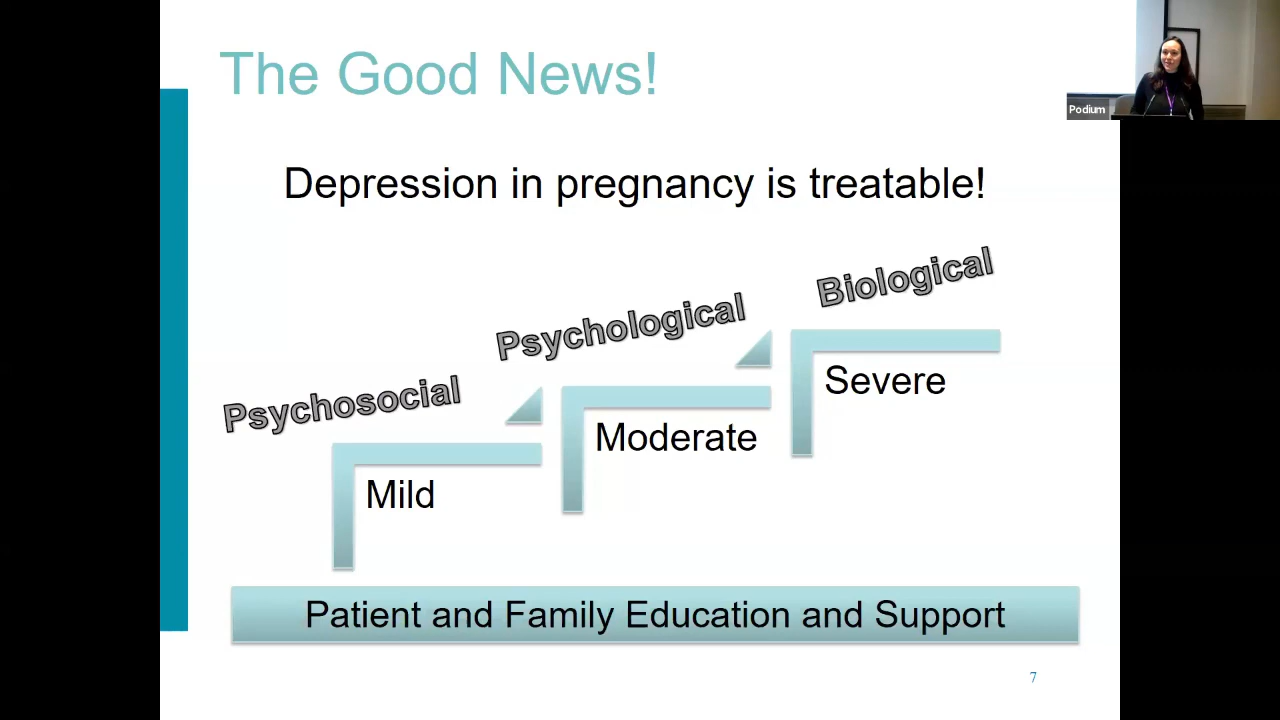 The Good News!
Podium
Depression in pregnancy is treatable!
Biological
Psychological
Psychosocial
Severe
Moderate
Mild
Patient and Family Education and Support
7